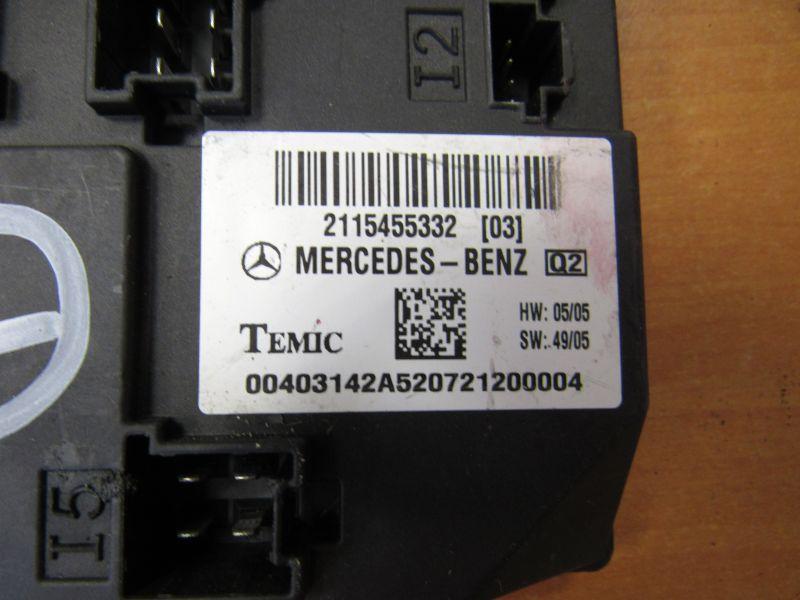 I2
2115455332 [03]
MERCEDES-BENZ Q2
HW: 05/05
TEMIC
SW: 49/05
00403142A520721200004
I5